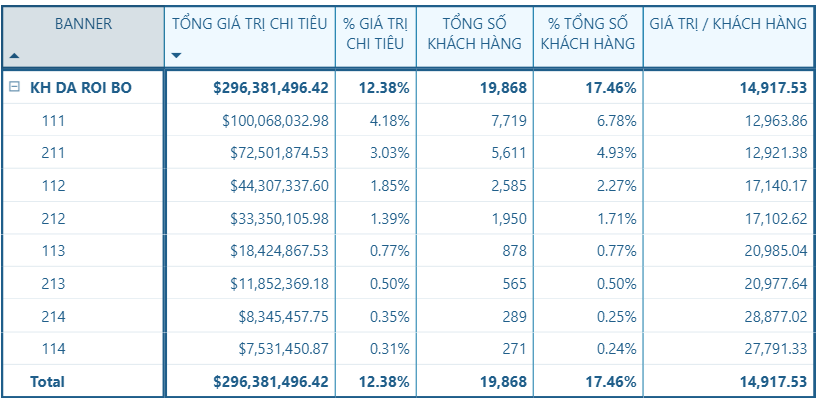 BANNER TỔNG GIÁ TRỊ CHI TIÊU % GIÁ TRỊ CHI TIÊU TỔNG SỐ KHÁCH HÀNG % TỔNG SỐ KHÁCH HÀNG GIÁ TRỊ / KHÁCH HÀNG
KH DA ROI BO $296,381,496.42 12.38% 19,868 17.46% 14,917.53
111 $100,068,032.98 4.18% 7,719 6.78% 12,963.86
211 $72,501,874.53 3.03% 5,611 4.93% 12,921.38
112 $44,307,337.60 1.85% 2,585 2.27% 17,140.17
212 $33,350,105.98 1.39% 1,950 1.71% 17,102.62
113 $18,424,867.53 0.77% 878 0.77% 20,985.04
213 $11,852,369.18 0.50% 565 0.50% 20,977.64
214 $8,345,457.75 0.35% 289 0.25% 28,877.02
114 $7,531,450.87 0.31% 271 0.24% 27,791.33
Total $296,381,496.42 12.38% 19,868 17.46% 14,917.53